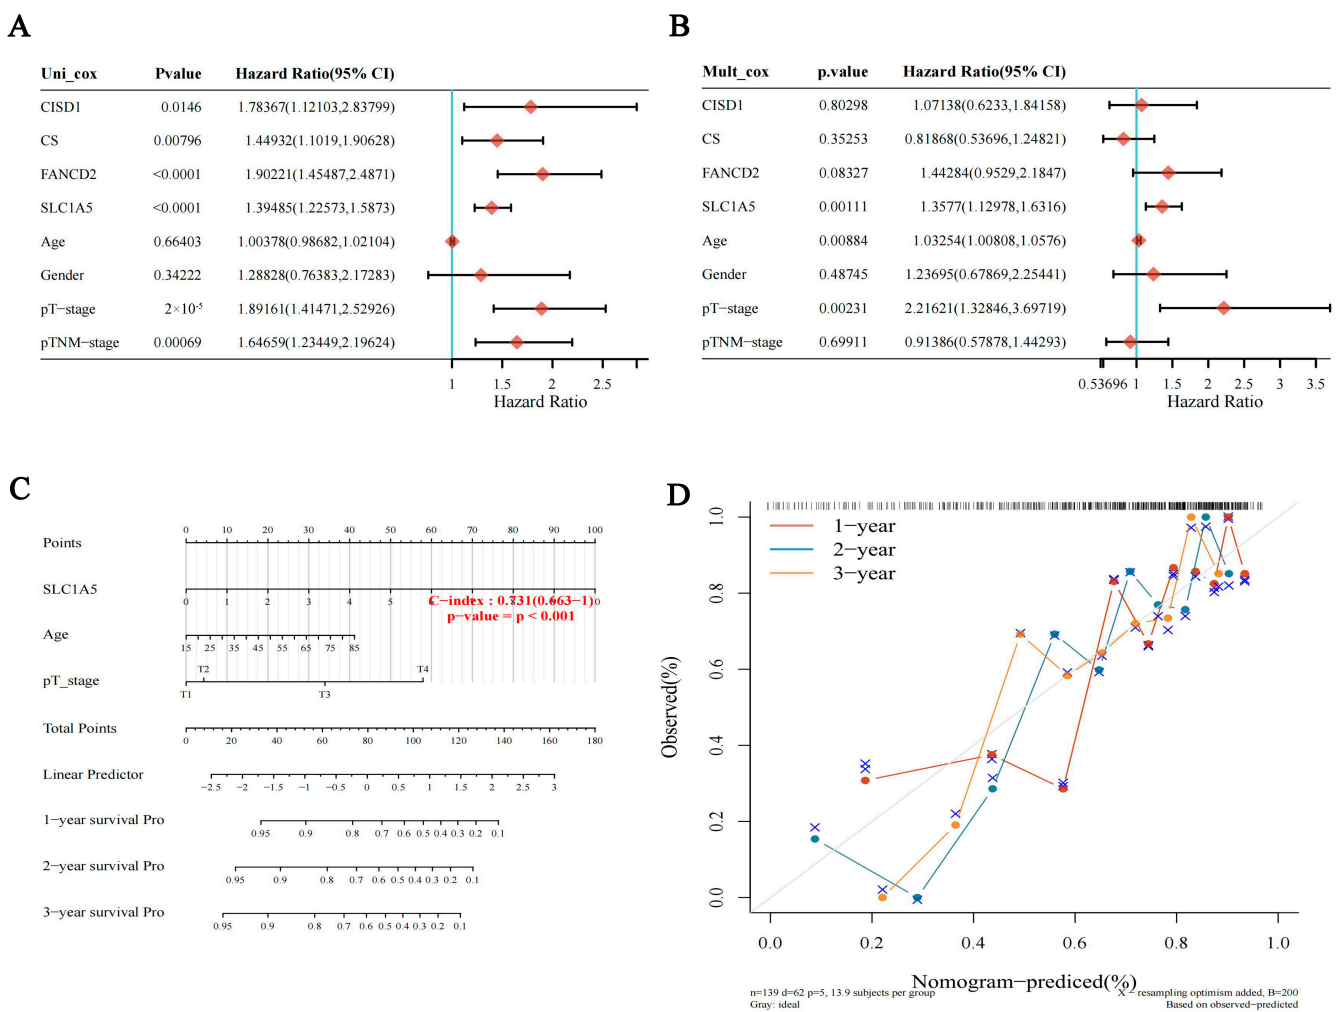 A
Uni_cox Pvalue Hazard Ratio(95% CI)
CISD1 0.0146 1.78367(1.12103,2.83799)
CS 0.00796 1.44932(1.1019,1.90628)
FANCD2 <0.0001 1.90221(1.45487,2.4871)
SLC1A5 <0.0001 1.39485(1.22573,1.5873)
Age 0.66403 1.00378(0.98682,1.02104)
Gender 0.34222 1.28828(0.76383,2.17283)
pT−stage 2×10⁻⁵ 1.89161(1.41471,2.52926)
pTNM−stage 0.00069 1.64659(1.23449,2.19624)
1 1.5 2 2.5
Hazard Ratio
B
Mult_cox p.value Hazard Ratio(95% CI)
CISD1 0.80298 1.07138(0.6233,1.84158)
CS 0.35253 0.81868(0.53696,1.24821)
FANCD2 0.08327 1.44284(0.9529,2.1847)
SLC1A5 0.00111 1.3577(1.12978,1.6316)
Age 0.00884 1.03254(1.00808,1.0576)
Gender 0.48745 1.23695(0.67869,2.25441)
pT−stage 0.00231 2.21621(1.32846,3.69719)
pTNM−stage 0.69911 0.91386(0.57878,1.44293)
0.53696 1 1.5 2 2.5 3 3.5
Hazard Ratio
C
0 10 20 30 40 50 60 70 80 90 100
Points
SLC1A5
0 1 2 3 4 5 6 7 8 9 10
C−index : 0.731(0.663−1)
p−value = p < 0.001
Age
15 25 35 45 55 65 75 85
T2 T4
pT_stage
T1 T3
Total Points
0 20 40 60 80 100 120 140 160 180
Linear Predictor
−2.5 −2 −1.5 −1 −0.5 0 0.5 1 1.5 2 2.5 3
1−year survival Pro
0.95 0.9 0.8 0.7 0.6 0.5 0.4 0.3 0.2 0.1
2−year survival Pro
0.95 0.9 0.8 0.7 0.6 0.5 0.4 0.3 0.2 0.1
3−year survival Pro
0.95 0.9 0.8 0.7 0.6 0.5 0.4 0.3 0.2 0.1
D
1−year
2−year
3−year
Observed(%)
1.0
0.8
0.6
0.4
0.2
0.0
0.0 0.2 0.4 0.6 0.8 1.0
Nomogram−prediced(%)
n=139 d=62 p=5, 13.9 subjects per group
Gray: ideal
X − resampling optimism added, B=200
Based on observed−predicted